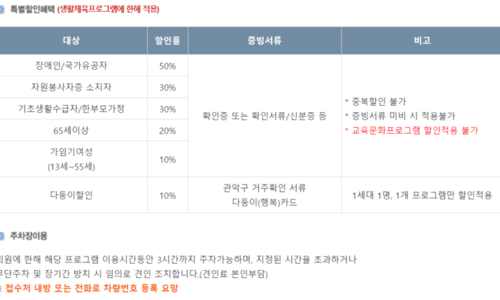 특별할인혜택 (생활체육프로그램에 한해 적용)
대상 할인률 증빙서류 비고
장애인/국가유공자 50%
자원봉사자증 소지자 30%
기초생활수급자/한부모가정 30%
65세이상 20%
가임기여성
(13세~55세) 10%
확인증 또는 확인서류/신분증 등
* 중복할인 불가
* 증빙서류 미비 시 적용불가
* 교육문화프로그램 할인적용 불가
다둥이할인 10% 관악구 거주확인 서류
다둥이(행복)카드 1세대 1명, 1개 프로그램만 할인적용
주차장이용
회원에 한해 해당 프로그램 이용시간동안 3시간까지 주차가능하며, 지정된 시간을 초과하거나
무단주차 및 장기간 방치 시 임의로 견인 조치합니다.(견인료 본인부담)
접수처 내방 또는 전화로 차량번호 등록 요망